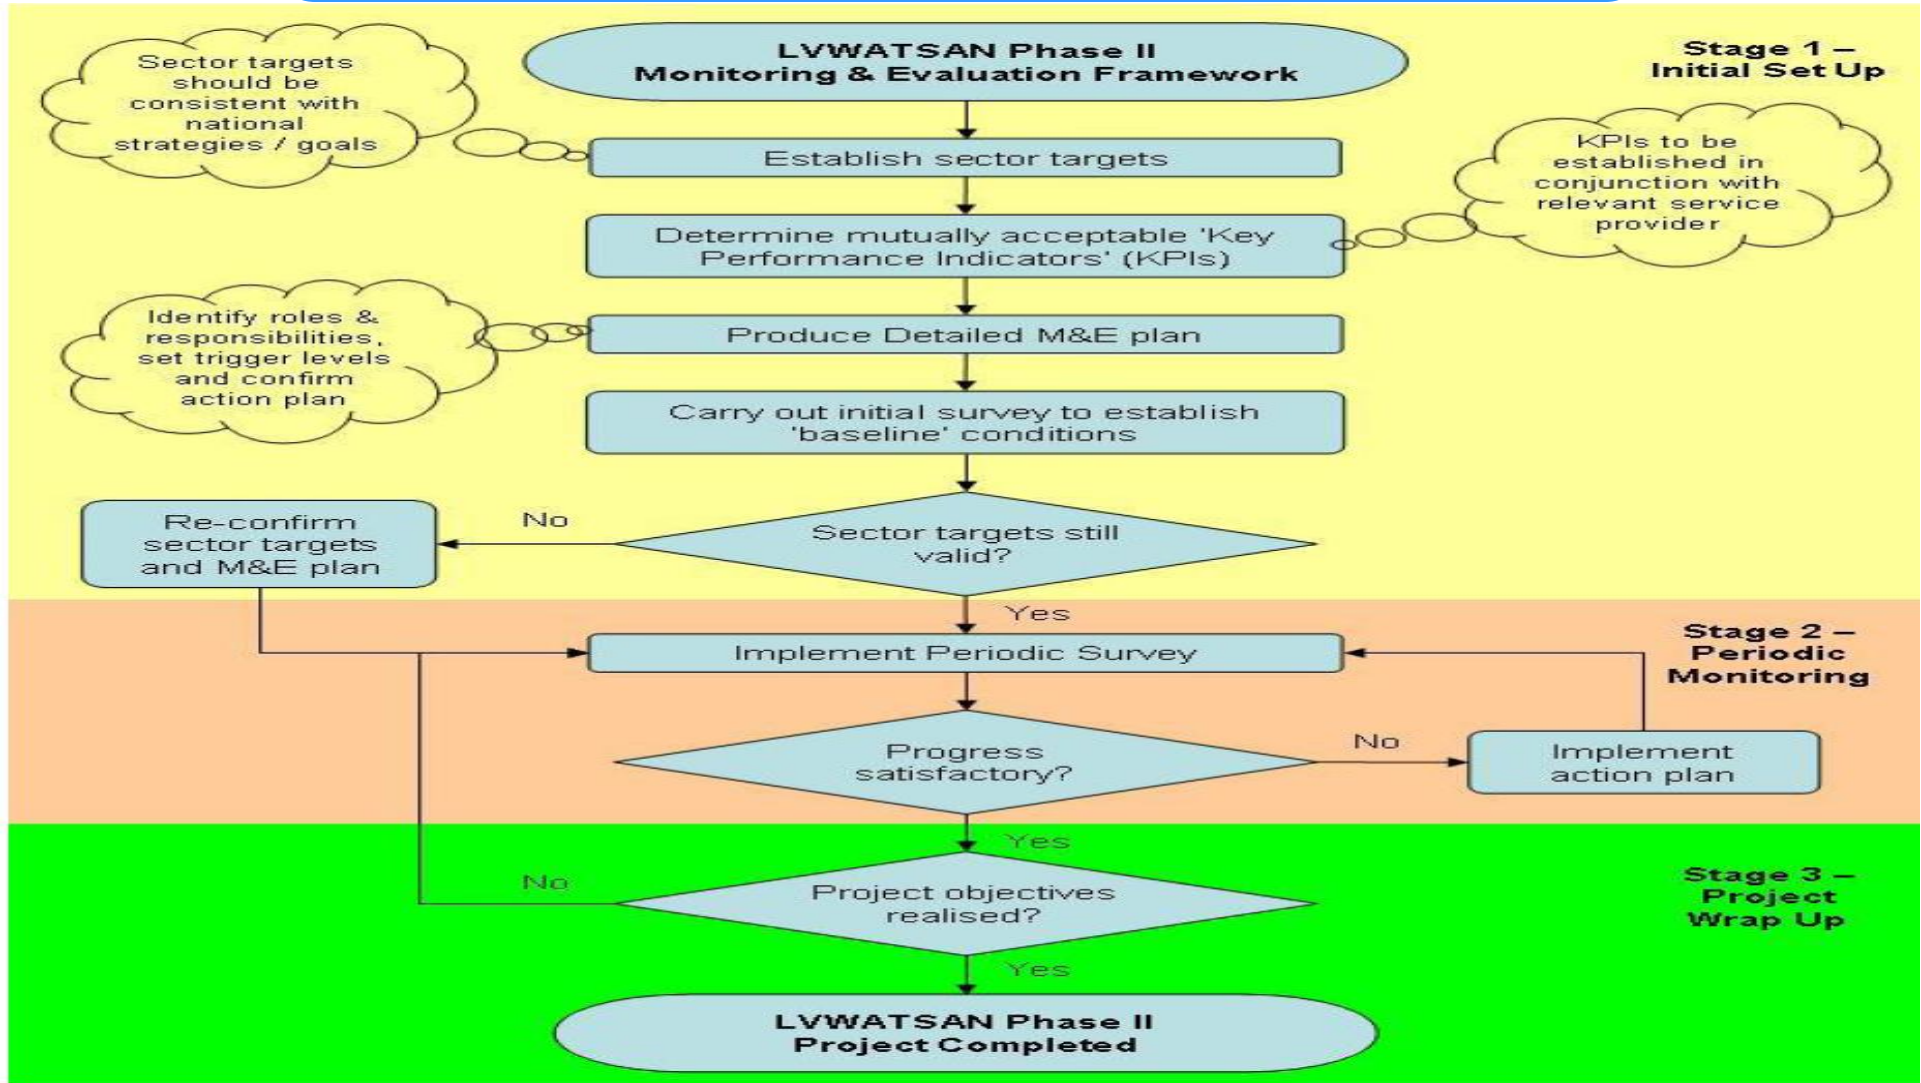 LVWATSAN Phase II
Monitoring & Evaluation Framework
Stage 1 –
Initial Set Up
Sector targets
should be
consistent with
national
strategies / goals
Establish sector targets
KPIs to be
established in
conjunction with
relevant service
provider
Determine mutually acceptable 'Key
Performance Indicators' (KPIs)
Identify roles &
responsibilities,
set trigger levels
and confirm
action plan
Produce Detailed M&E plan
Carry out initial survey to establish
'baseline' conditions
Sector targets still
valid?
No
Re-confirm
sector targets
and M&E plan
Yes
Stage 2 –
Periodic
Monitoring
Implement Periodic Survey
Progress
satisfactory?
No
Implement
action plan
Yes
Stage 3 –
Project
Wrap Up
Project objectives
realised?
No
Yes
LVWATSAN Phase II
Project Completed